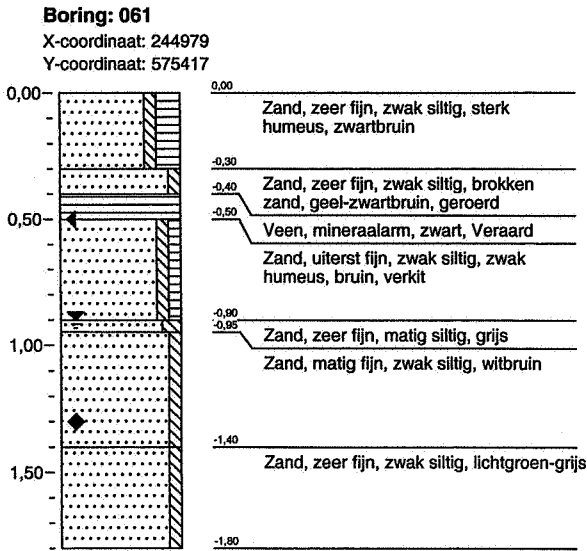 Boring: 061
X-coordinaat: 244979
Y-coordinaat: 575417
0,00
0,00
Zand, zeer fijn, zwak siltig, sterk
humeus, zwartbruin
-0,30
Zand, zeer fijn, zwak siltig, brokken
zand, geel-zwartbruin, geroerd
-0,40
0,50
-0,50
Veen, mineraalarm, zwart, Veraard
Zand, uiterst fijn, zwak siltig, zwak
humeus, bruin, verkit
-0,90
-0,95
Zand, zeer fijn, matig siltig, grijs
1,00
Zand, matig fijn, zwak siltig, witbruin
-1,40
1,50
Zand, zeer fijn, zwak siltig, lichtgroen-grijs
-1,80